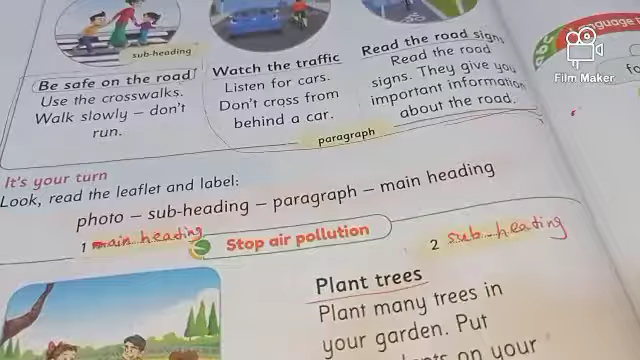 sub-heading
Be safe on the road!
Use the crosswalks.
Walk slowly – don't
run.
Watch the traffic
Listen for cars.
Don't cross from
behind a car.
Read the road signs
Read the road
signs. They give you
important information
about the road.
paragraph
Language
Film Maker
It's your turn
Look, read the leaflet and label:
photo – sub-heading – paragraph – main heading
1 main heading
Stop air pollution
2 sub-heading
Plant trees
Plant many trees in
your garden. Put
on your